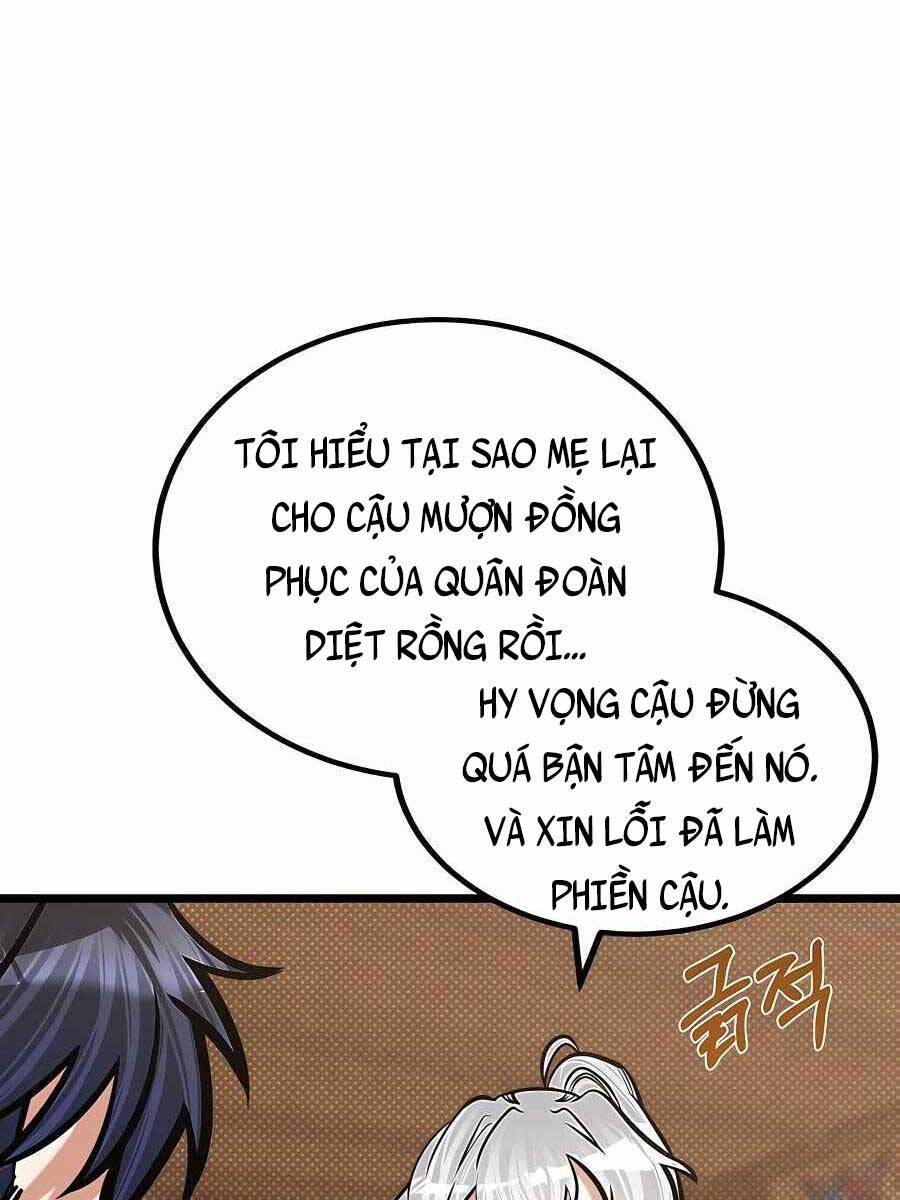 TÔI HIỂU TẠI SAO MẸ LẠI
CHO CẬU MƯỢN ĐỒNG
PHỤC CỦA QUÂN ĐOÀN
DIỆT RỒNG RỒI...
HY VỌNG CẬU ĐỪNG
QUÁ BẬN TÂM ĐẾN NÓ.
VÀ XIN LỖI ĐÃ LÀM
PHIỀN CẬU.
긁적